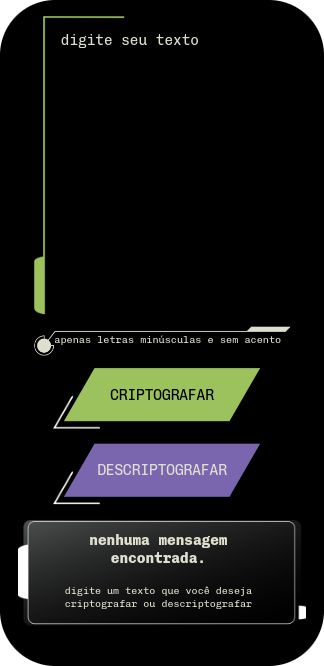 digite seu texto
apenas letras minúsculas e sem acento
CRIPTOGRAFAR
DESCRIPTOGRAFAR
nenhuma mensagem
encontrada.
digite um texto que você deseja
criptografar ou descriptografar